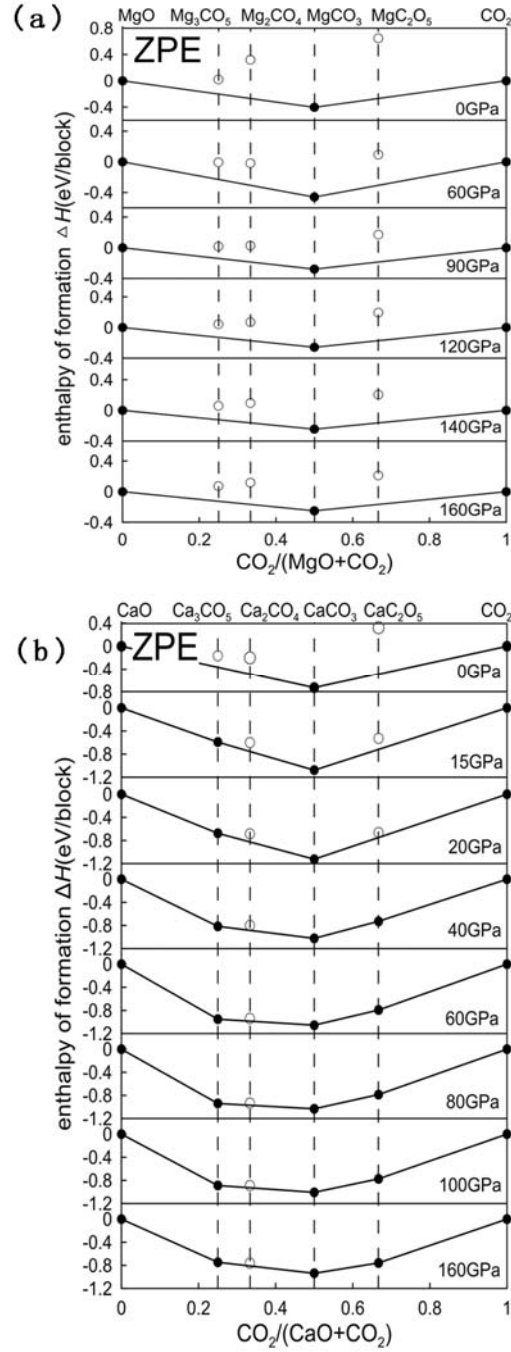 (a)
MgO Mg₃CO₅ Mg₂CO₄ MgCO₃ MgC₂O₅ CO₂
ZPE
0.8
0.4
0
-0.4
0GPa
0.4
0
-0.4
60GPa
0.4
0
-0.4
90GPa
0.4
0
-0.4
120GPa
0.4
0
-0.4
140GPa
0.4
0
-0.4
160GPa
enthalpy of formation △H(eV/block)
0 0.2 0.4 0.6 0.8 1
CO₂/(MgO+CO₂)
(b)
CaO Ca₃CO₅ Ca₂CO₄ CaCO₃ CaC₂O₅ CO₂
ZPE
0.4
0
-0.4
-0.8
0GPa
0
-0.4
-0.8
-1.2
15GPa
0
-0.4
-0.8
-1.2
20GPa
0
-0.4
-0.8
-1.2
40GPa
0
-0.4
-0.8
-1.2
60GPa
0
-0.4
-0.8
-1.2
80GPa
0
-0.4
-0.8
-1.2
100GPa
0
-0.4
-0.8
-1.2
160GPa
enthalpy of formation ΔH(eV/block)
0 0.2 0.4 0.6 0.8 1
CO₂/(CaO+CO₂)